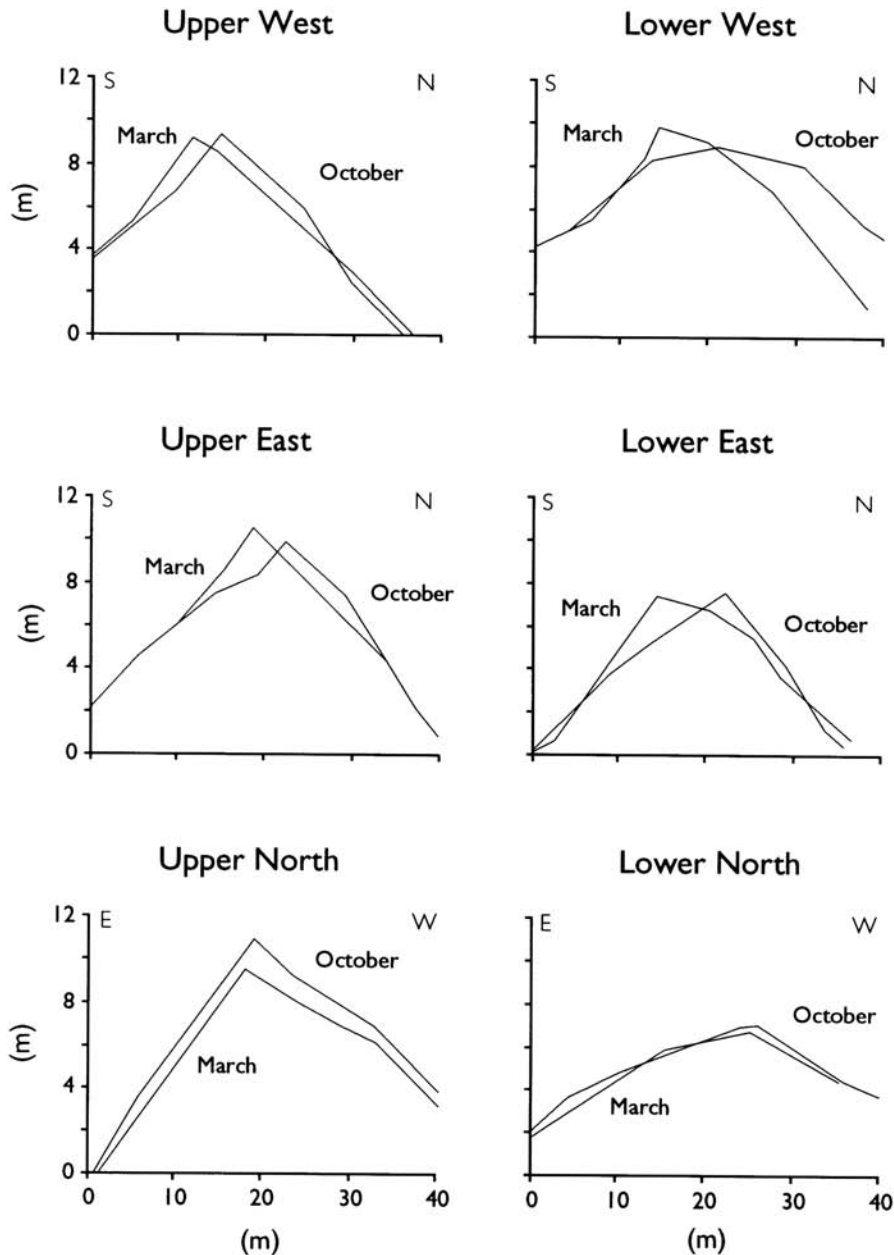 Upper West
Lower West
12
8
4
0
(m)
S
N
March
October
S
N
March
October
Upper East
Lower East
12
8
4
0
(m)
S
N
March
October
S
N
March
October
Upper North
Lower North
12
8
4
0
(m)
E
W
October
March
0
10
20
30
40
(m)
E
W
October
March
0
10
20
30
40
(m)